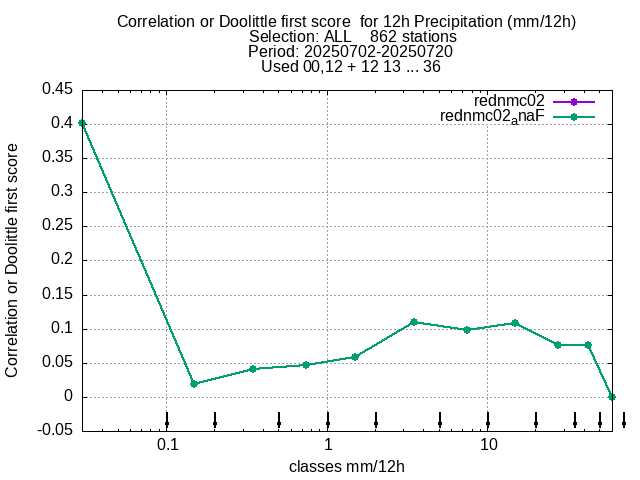 Correlation or Doolittle first score  for 12h Precipitation (mm/12h)
Selection: ALL    862 stations
Period: 20250702-20250720
Used 00,12 + 12 13 ... 36
rednmc02
rednmc02anaF
Correlation or Doolittle first score
0.45
0.4
0.35
0.3
0.25
0.2
0.15
0.1
0.05
0
-0.05
0.1
1
10
classes mm/12h